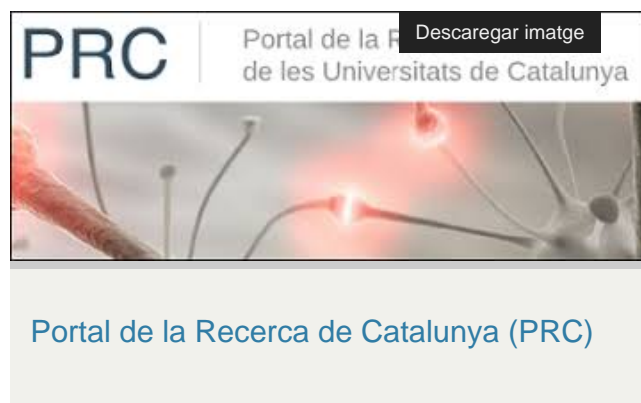 PRC
Portal de la R
Descaregar imatge
de les Universitats de Catalunya
Portal de la Recerca de Catalunya (PRC)